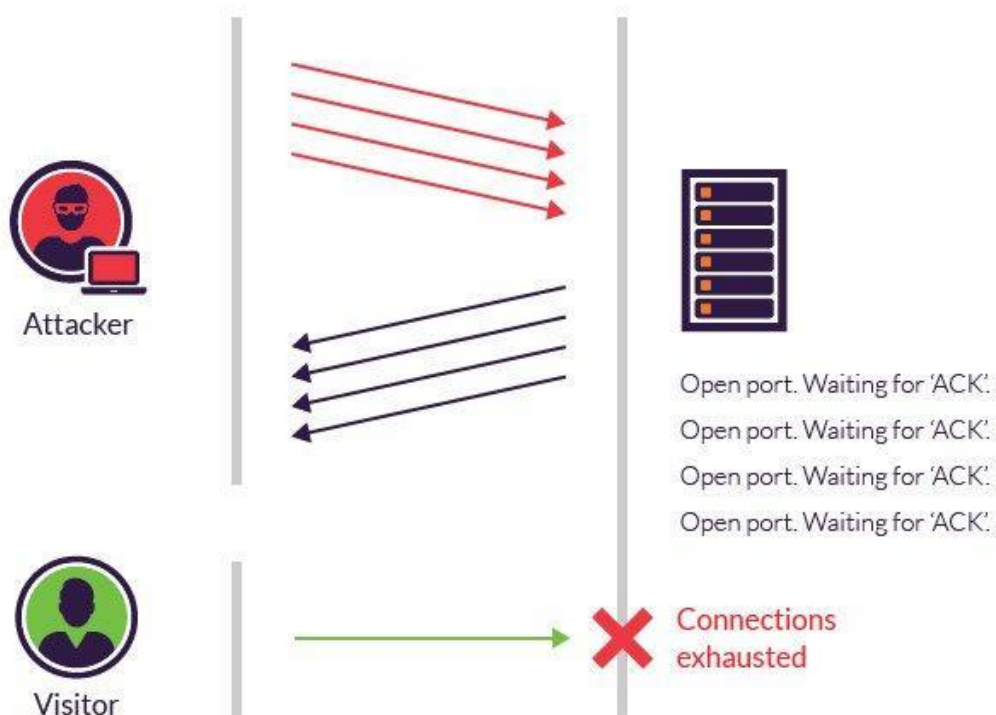 Attacker
Open port. Waiting for ‘ACK’.
Open port. Waiting for ‘ACK’.
Open port. Waiting for ‘ACK’.
Open port. Waiting for ‘ACK’.
Connections
exhausted
Visitor